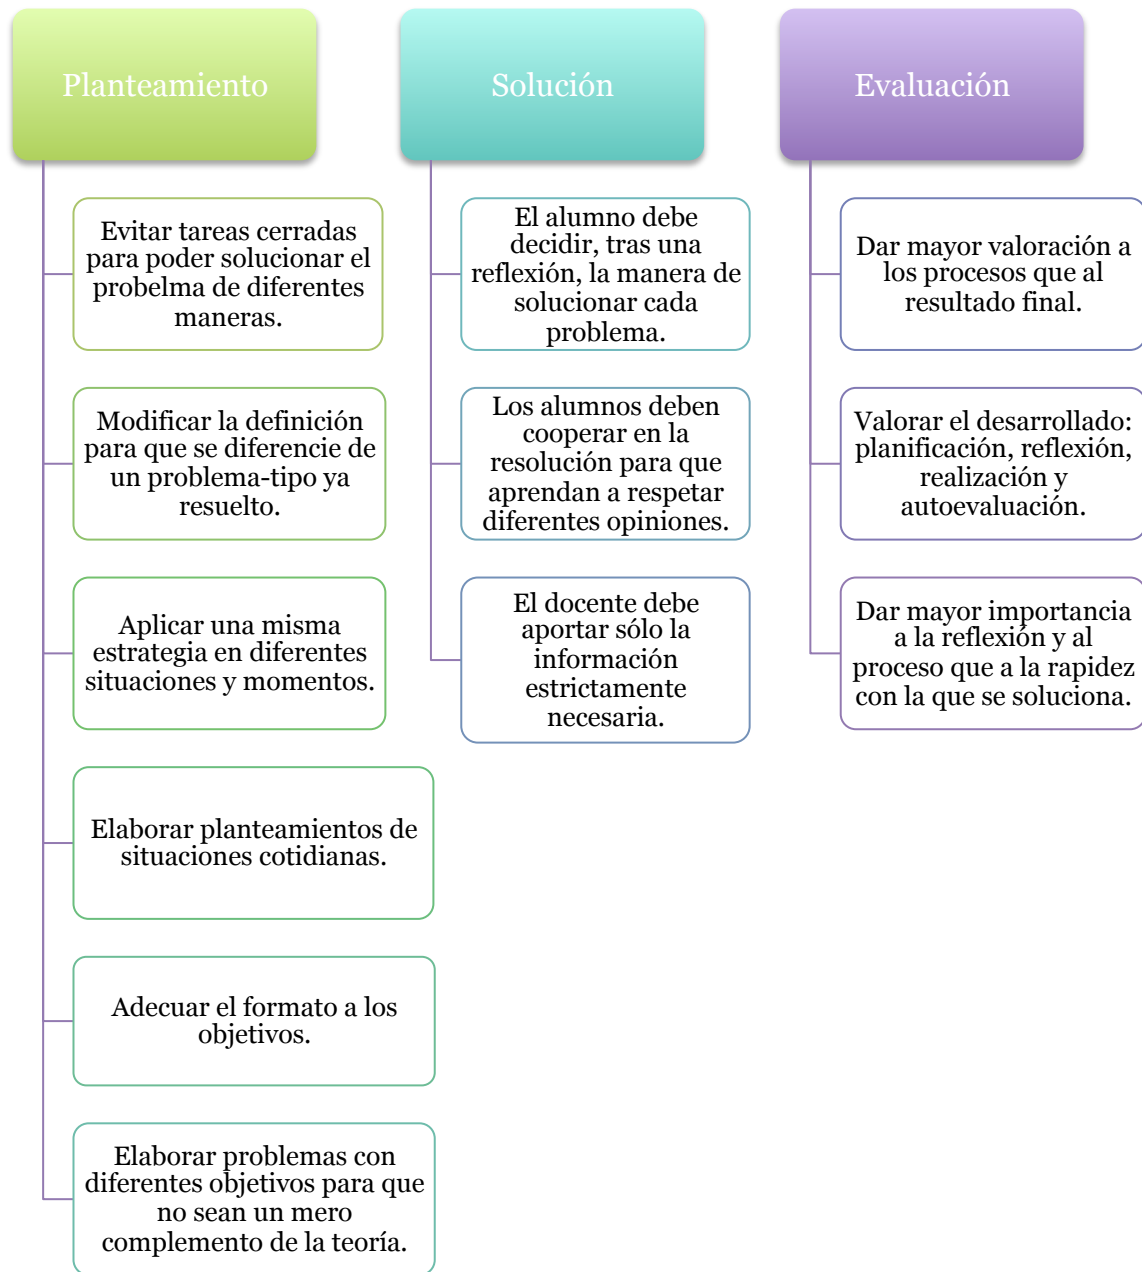 Planteamiento
Evitar tareas cerradas
para poder solucionar el
probelma de diferentes
maneras.
Modificar la definición
para que se diferencie de
un problema-tipo ya
resuelto.
Aplicar una misma
estrategia en diferentes
situaciones y momentos.
Elaborar planteamientos de
situaciones cotidianas.
Adecuar el formato a los
objetivos.
Elaborar problemas con
diferentes objetivos para que
no sean un mero
complemento de la teoría.
Solución
El alumno debe
decidir, tras una
reflexión, la manera de
solucionar cada
problema.
Los alumnos deben
cooperar en la
resolución para que
aprendan a respetar
diferentes opiniones.
El docente debe
aportar sólo la
información
estrictamente
necesaria.
Evaluación
Dar mayor valoración a
los procesos que al
resultado final.
Valorar el desarrollado:
planificación, reflexión,
realización y
autoevaluación.
Dar mayor importancia
a la reflexión y al
proceso que a la rapidez
con la que se soluciona.